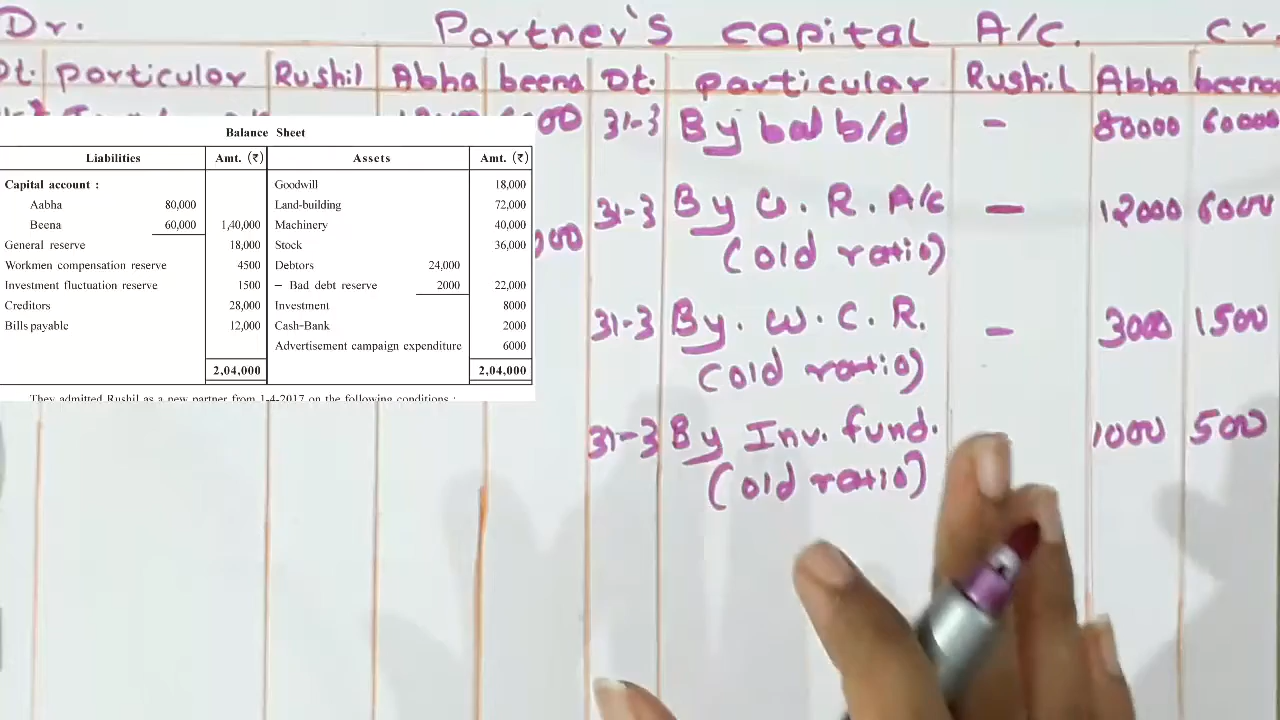 Dr. Partner's capital A/c. Cr.
Dt. particular Rushil Abha beena Dt. particular Rushil Abha beena
31-3 By bal b/d - 80000 60000
31-3 By G. R. A/c - 12000 6000
(old ratio)
31-3 By. W. C. R. - 3000 1500
(old ratio)
31-3 By Inv. fund. 1000 500
(old ratio)
Balance Sheet
Liabilities Amt. (₹) Assets Amt. (₹)
Capital account : Goodwill 18,000
Aabha 80,000 Land-building 72,000
Beena 60,000 1,40,000 Machinery 40,000
General reserve 18,000 Stock 36,000
Workmen compensation reserve 4500 Debtors 24,000
Investment fluctuation reserve 1500 – Bad debt reserve 2000 22,000
Creditors 28,000 Investment 8000
Bills payable 12,000 Cash-Bank 2000
Advertisement campaign expenditure 6000
2,04,000 2,04,000
They admitted Rushil as a new partner from 1-4-2017 on the following conditions :